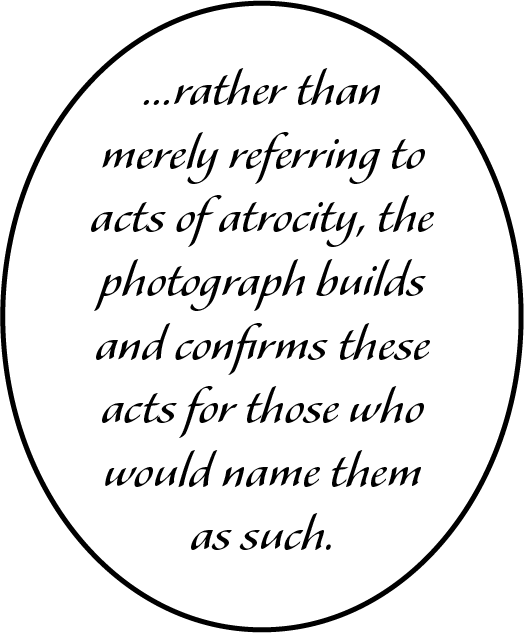 ...rather than
merely referring to
acts of atrocity, the
photograph builds
and confirms these
acts for those who
would name them
as such.